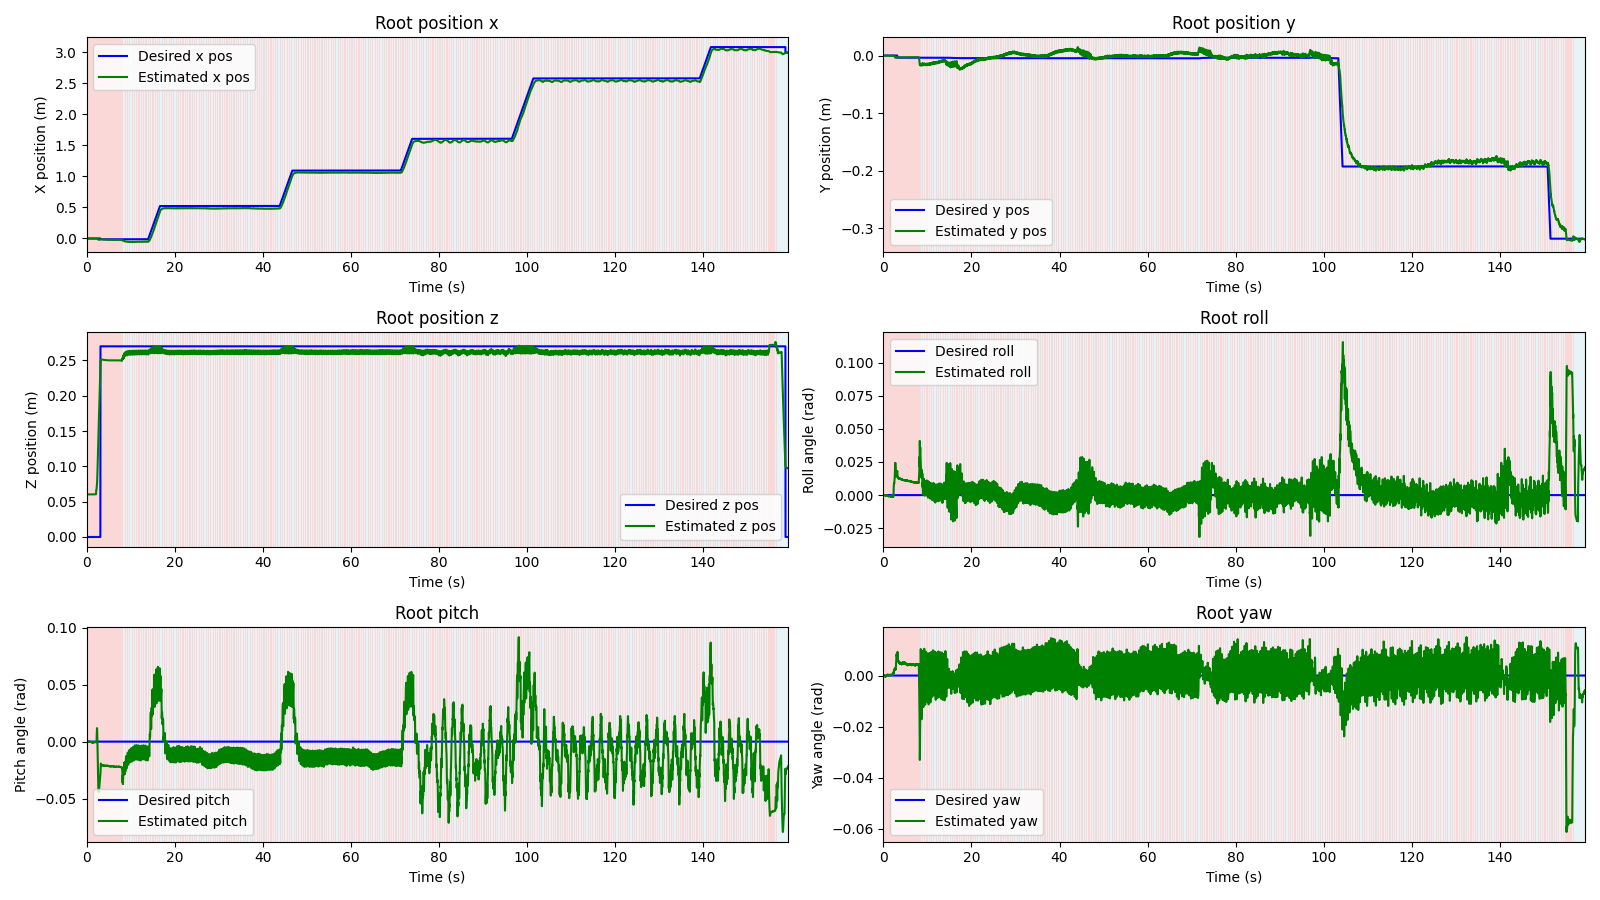 Root position x
Desired x pos
Estimated x pos
X position (m)
3.0
2.5
2.0
1.5
1.0
0.5
0.0
0 20 40 60 80 100 120 140
Time (s)
Root position y
Desired y pos
Estimated y pos
Y position (m)
0.0
−0.1
−0.2
−0.3
0 20 40 60 80 100 120 140
Time (s)
Root position z
Desired z pos
Estimated z pos
Z position (m)
0.25
0.20
0.15
0.10
0.05
0.00
0 20 40 60 80 100 120 140
Time (s)
Root roll
Desired roll
Estimated roll
Roll angle (rad)
0.100
0.075
0.050
0.025
0.000
−0.025
0 20 40 60 80 100 120 140
Time (s)
Root pitch
Desired pitch
Estimated pitch
Pitch angle (rad)
0.10
0.05
0.00
−0.05
0 20 40 60 80 100 120 140
Time (s)
Root yaw
Desired yaw
Estimated yaw
Yaw angle (rad)
0.00
−0.02
−0.04
−0.06
0 20 40 60 80 100 120 140
Time (s)